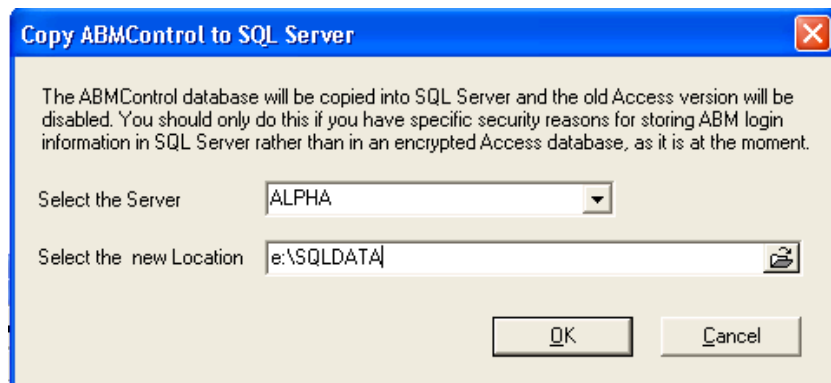 Copy ABMControl to SQL Server
The ABMControl database will be copied into SQL Server and the old Access version will be
disabled. You should only do this if you have specific security reasons for storing ABM login
information in SQL Server rather than in an encrypted Access database, as it is at the moment.
Select the Server ALPHA
Select the  new Location e:\SQLDATA
OK Cancel